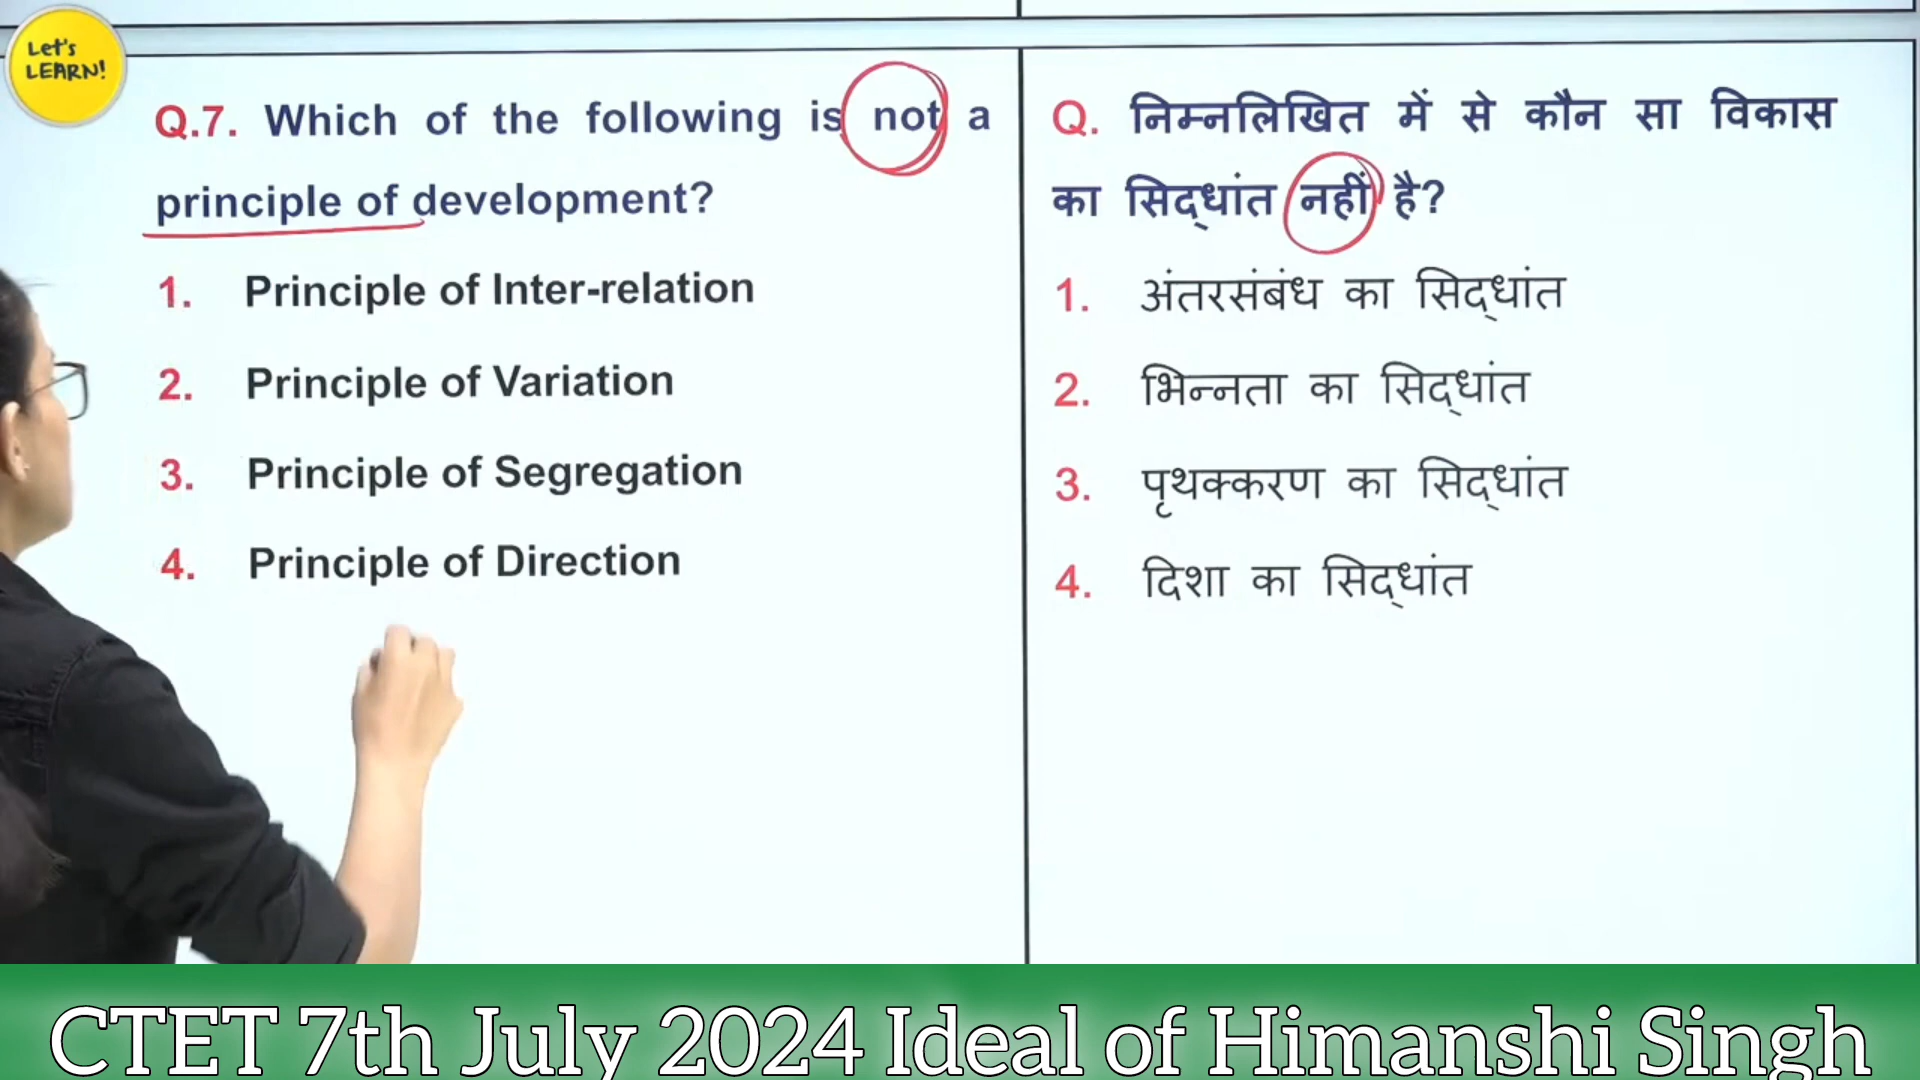 Let's
LEARN!
Q.7. Which of the following is not a
principle of development?
1. Principle of Inter-relation
2. Principle of Variation
3. Principle of Segregation
4. Principle of Direction
Q. निम्नलिखित में से कौन सा विकास
का सिद्धांत नहीं है?
1. अंतरसंबंध का सिद्धांत
2. भिन्नता का सिद्धांत
3. पृथक्करण का सिद्धांत
4. दिशा का सिद्धांत
CTET 7th July 2024 Ideal of Himanshi Singh